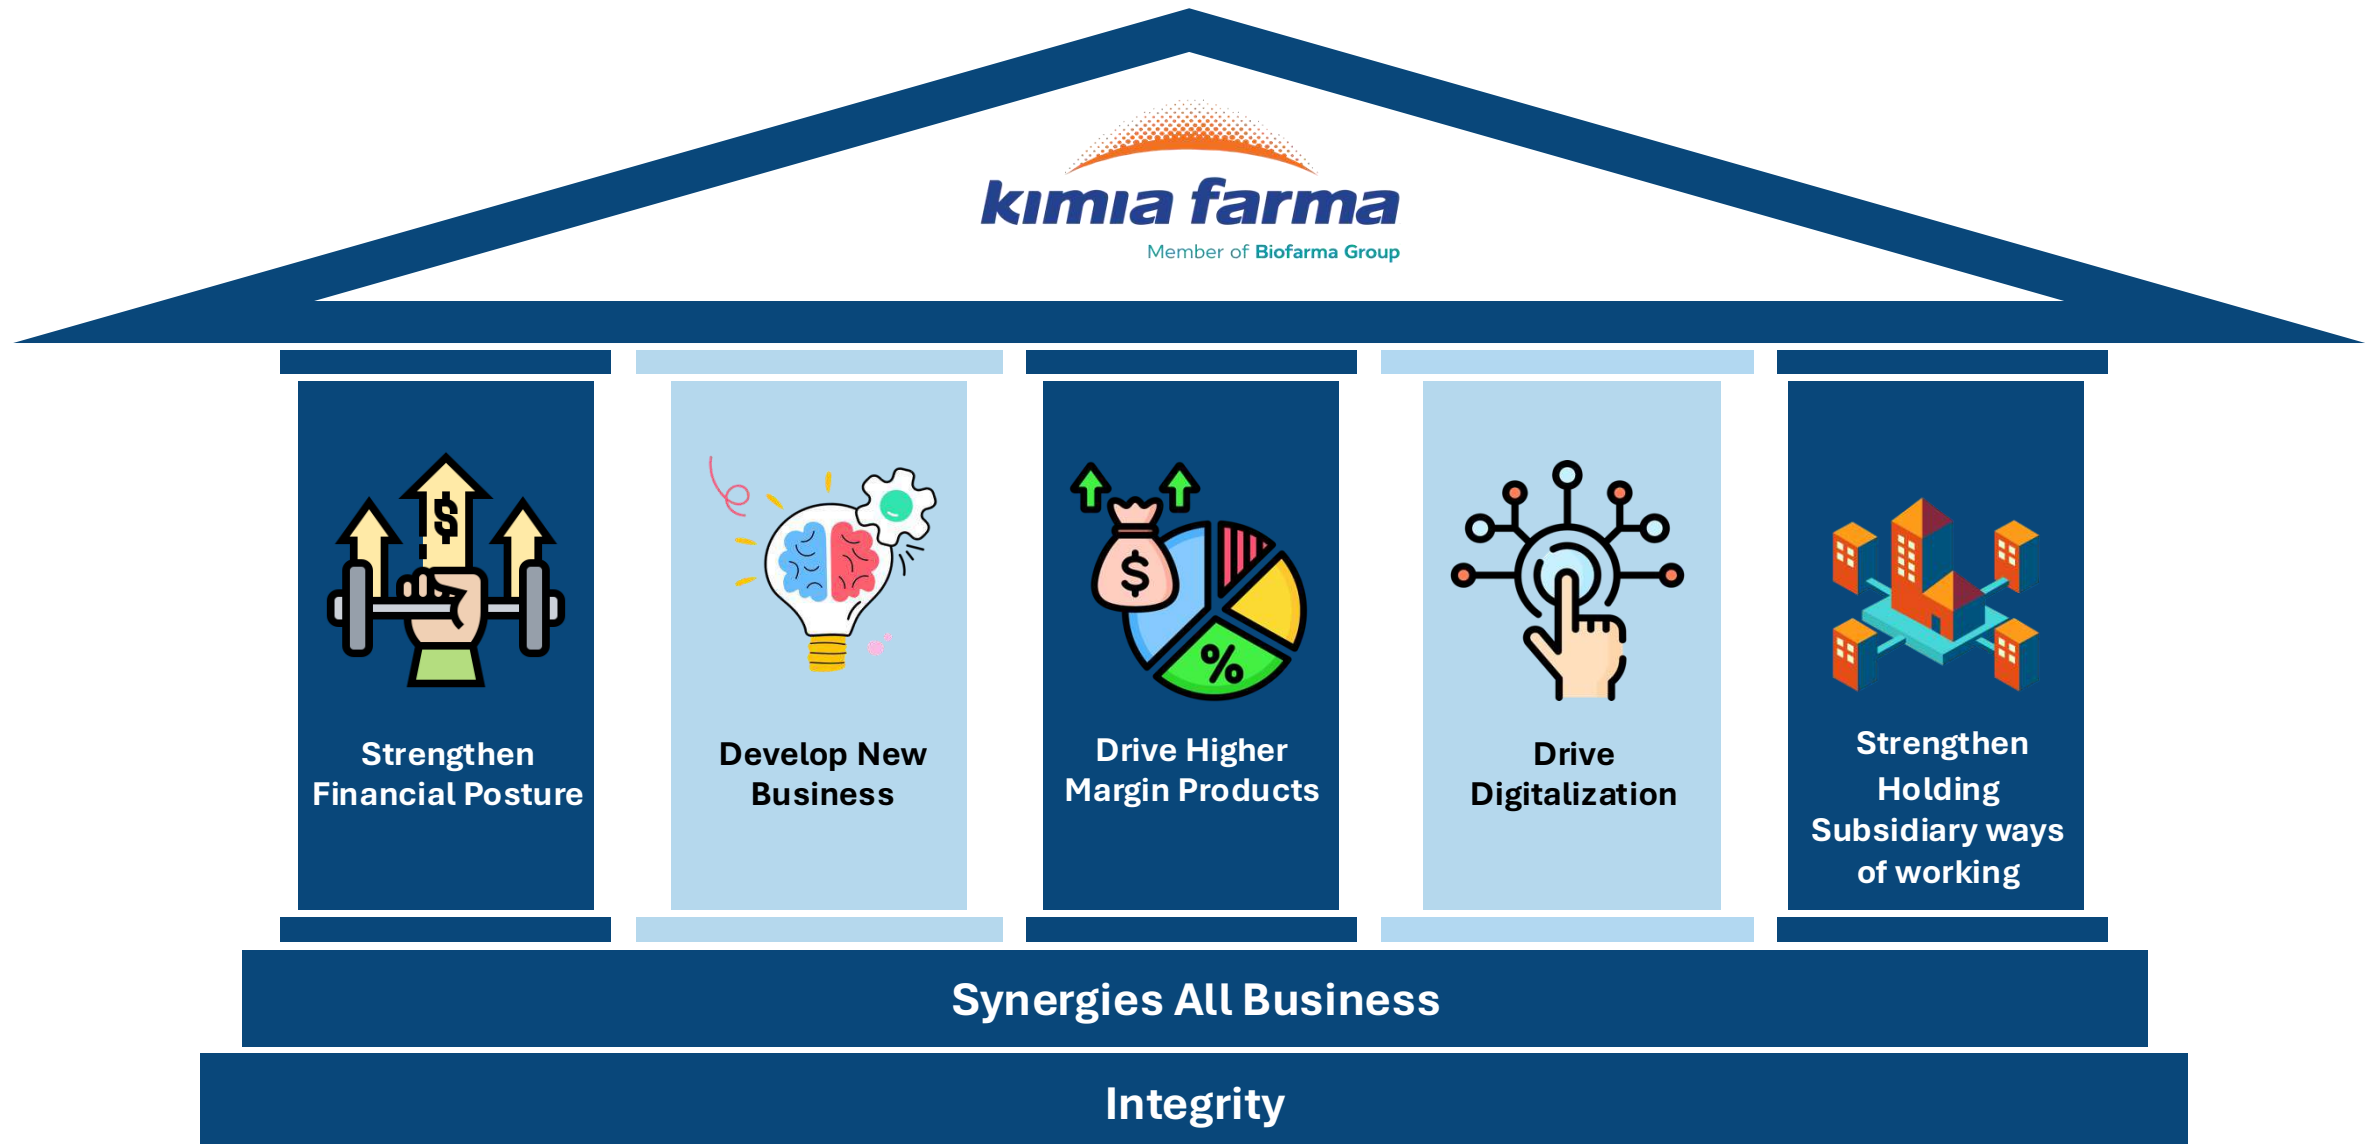 kimia farma
Member of Biofarma Group
$
Strengthen
Financial Posture
Develop New
Business
$
%
Drive Higher
Margin Products
Drive
Digitalization
Strengthen
Holding
Subsidiary ways
of working
Synergies All Business
Integrity